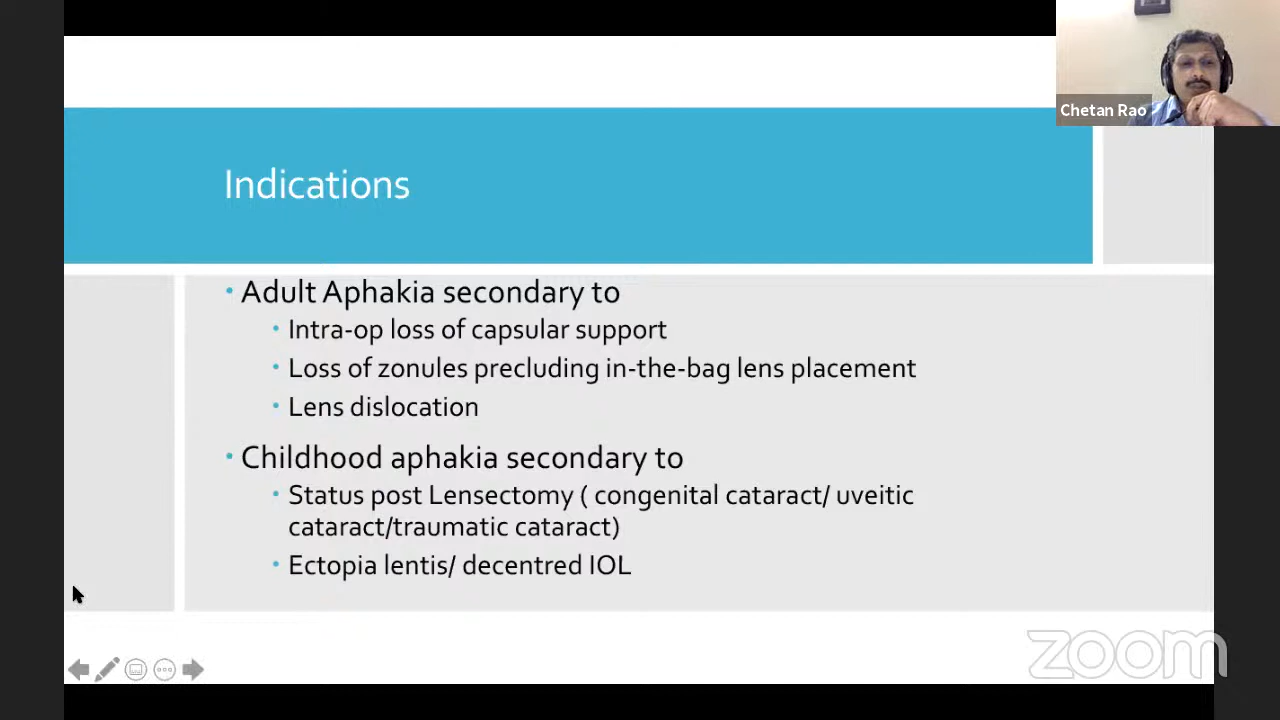 Chetan Rao
Indications
Adult Aphakia secondary to
Intra-op loss of capsular support
Loss of zonules precluding in-the-bag lens placement
Lens dislocation
Childhood aphakia secondary to
Status post Lensectomy ( congenital cataract/ uveitic
cataract/traumatic cataract)
Ectopia lentis/ decentred IOL
zoom